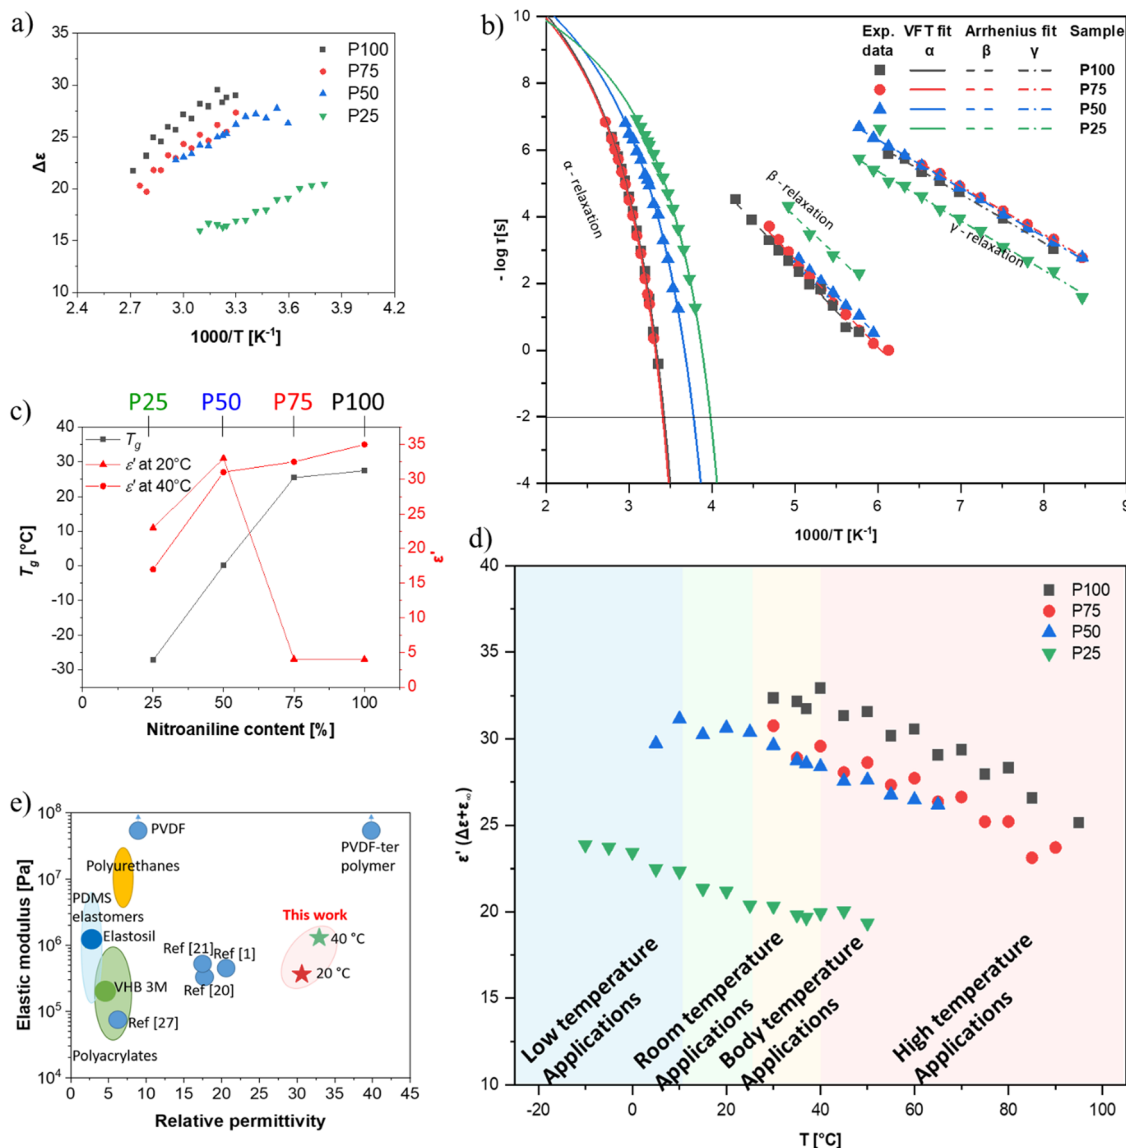 a)
Δε
35
30
25
20
15
10
2.4
2.7
3.0
3.3
3.6
3.9
4.2
1000/T [K⁻¹]
P100
P75
P50
P25
b)
- log τ[s]
10
8
6
4
2
0
-2
-4
2
3
4
5
6
7
8
9
1000/T [K⁻¹]
Exp. VFT fit Arrhenius fit Sample
data α β γ
P100
P75
P50
P25
α - relaxation
β - relaxation
γ - relaxation
c)
P25 P50 P75 P100
Tg
ε' at 20°C
ε' at 40°C
Tg [°C]
40
30
20
10
0
-10
-20
-30
0
25
50
75
100
Nitroaniline content [%]
35
30
25
20
15
10
5
0
ε'
d)
ε' (Δε+ε∞)
40
35
30
25
20
15
10
-20
0
20
40
60
80
100
T [°C]
P100
P75
P50
P25
Low temperature
Applications
Room temperature
Applications
Body temperature
Applications
High temperature
Applications
e)
Elastic modulus [Pa]
10⁸
10⁷
10⁶
10⁵
10⁴
0 5 10 15 20 25 30 35 40 45
Relative permittivity
PVDF
PVDF-ter
polymer
Polyurethanes
PDMS
elastomers
Elastosil
VHB 3M
Ref [27]
Polyacrylates
Ref [21]
Ref [1]
Ref [20]
This work
40 °C
20 °C